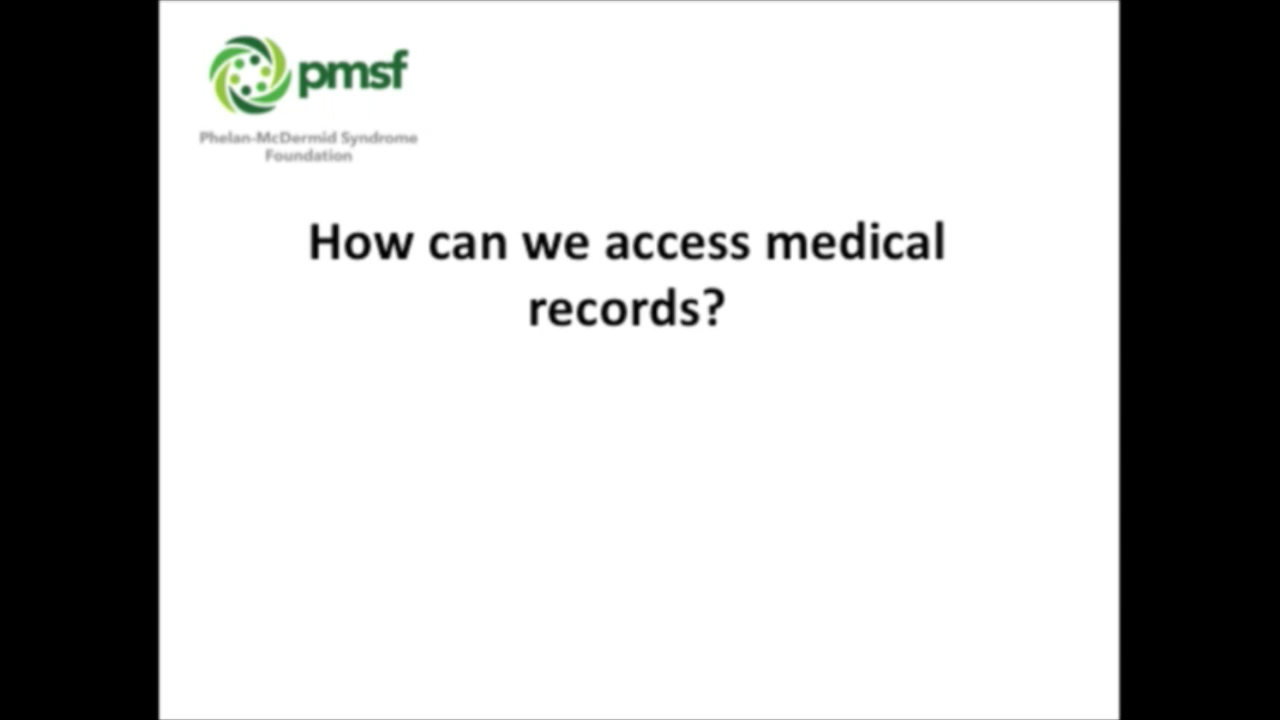 pmsf
Phelan-McDermid Syndrome
Foundation
How can we access medical
records?